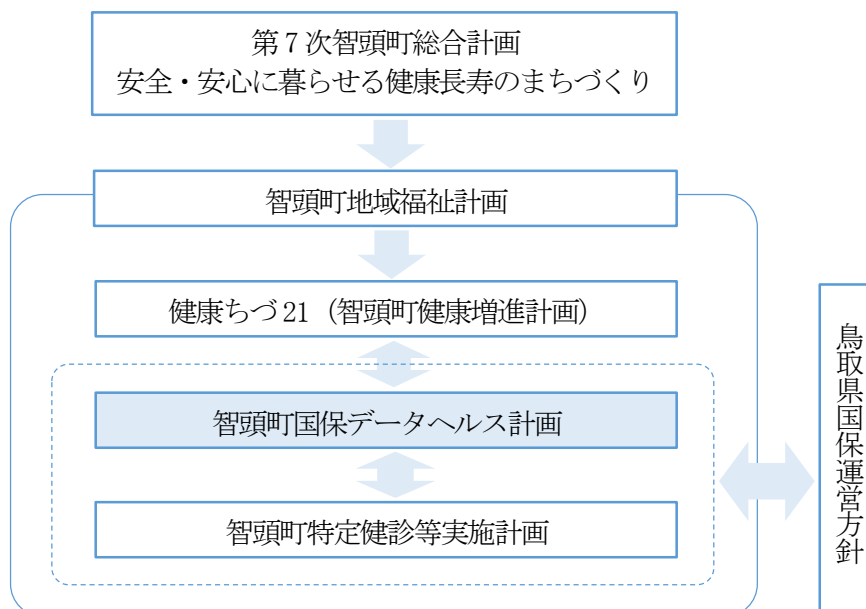 第７次智頭町総合計画
安全・安心に暮らせる健康長寿のまちづくり
智頭町地域福祉計画
健康ちづ 21（智頭町健康増進計画）
智頭町国保データヘルス計画
智頭町特定健診等実施計画
鳥取県国保運営方針